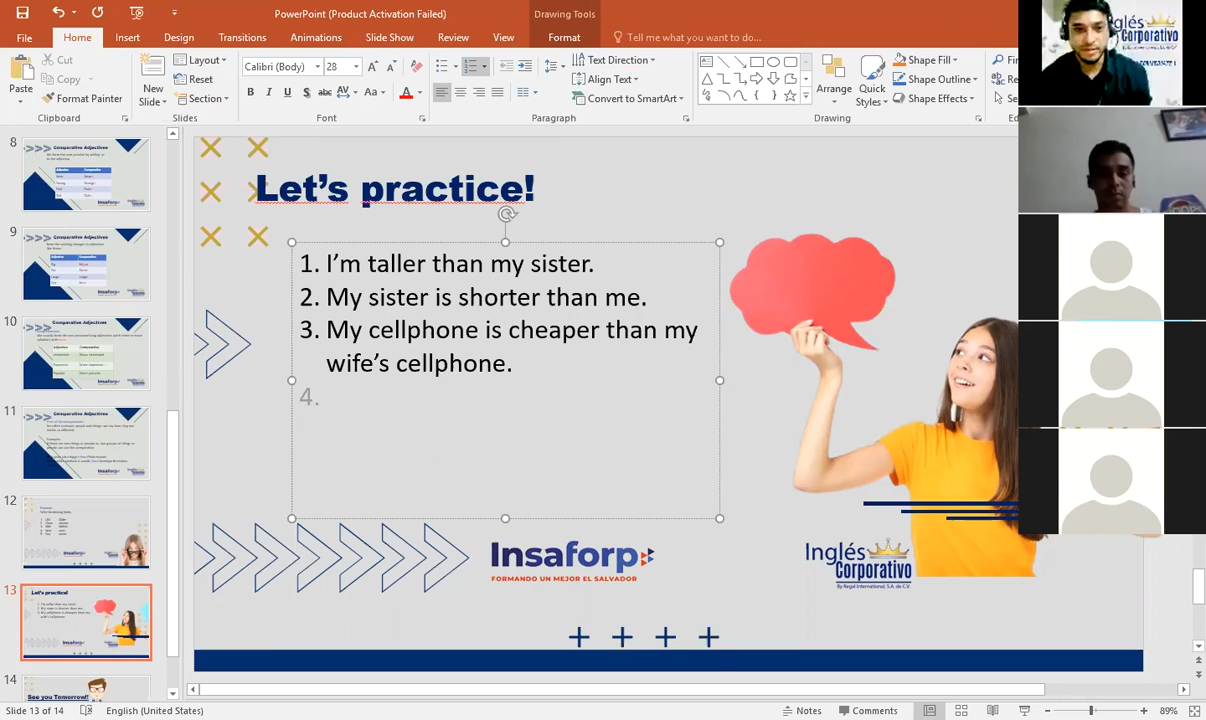 PowerPoint (Product Activation Failed)
Drawing Tools
File
Home
Insert
Design
Transitions
Animations
Slide Show
Review
View
Format
Tell me what you want to do...
Paste
Cut
Copy
Format Painter
Clipboard
New
Slide
Layout
Reset
Section
Slides
Calibri (Body)
28
Font
Text Direction
Align Text
Convert to SmartArt
Paragraph
Arrange
Quick
Styles
Shape Fill
Shape Outline
Shape Effects
Drawing
8
Comparative Adjectives
9
Comparative Adjectives
10
Comparative Adjectives
11
Comparative Adjectives
12
13
Let's practice!
14
See you Tomorrow!!
Let's practice!
1. I'm taller than my sister.
2. My sister is shorter than me.
3. My cellphone is cheaper than my
wife's cellphone.
4.
Insaforp
FORMANDO UN MEJOR EL SALVADOR
Inglés
Corporativo
By Regal International, S.A. de C.V.
Slide 13 of 14
English (United States)
Notes
Comments
89%